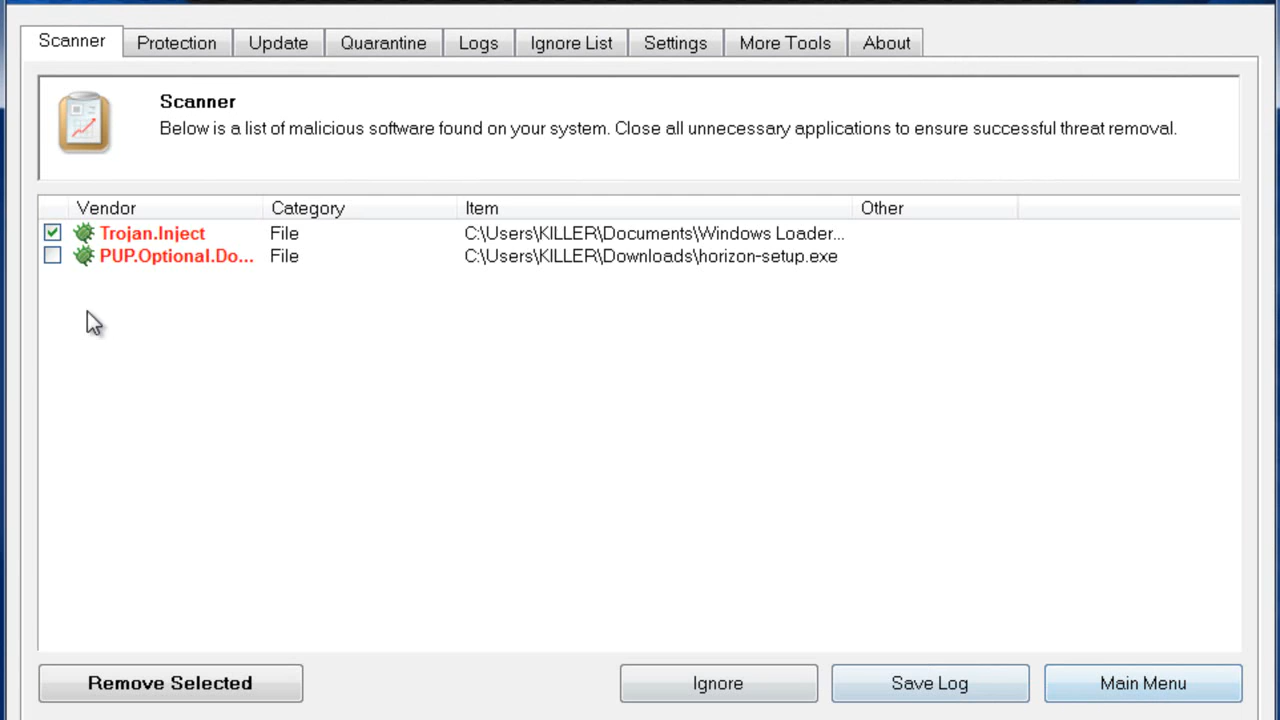 Scanner Protection Update Quarantine Logs Ignore List Settings More Tools About
Scanner
Below is a list of malicious software found on your system. Close all unnecessary applications to ensure successful threat removal.
Vendor Category Item Other
Trojan.Inject File C:\Users\KILLER\Documents\Windows Loader...
PUP.Optional.Do... File C:\Users\KILLER\Downloads\horizon-setup.exe
Remove Selected Ignore Save Log Main Menu